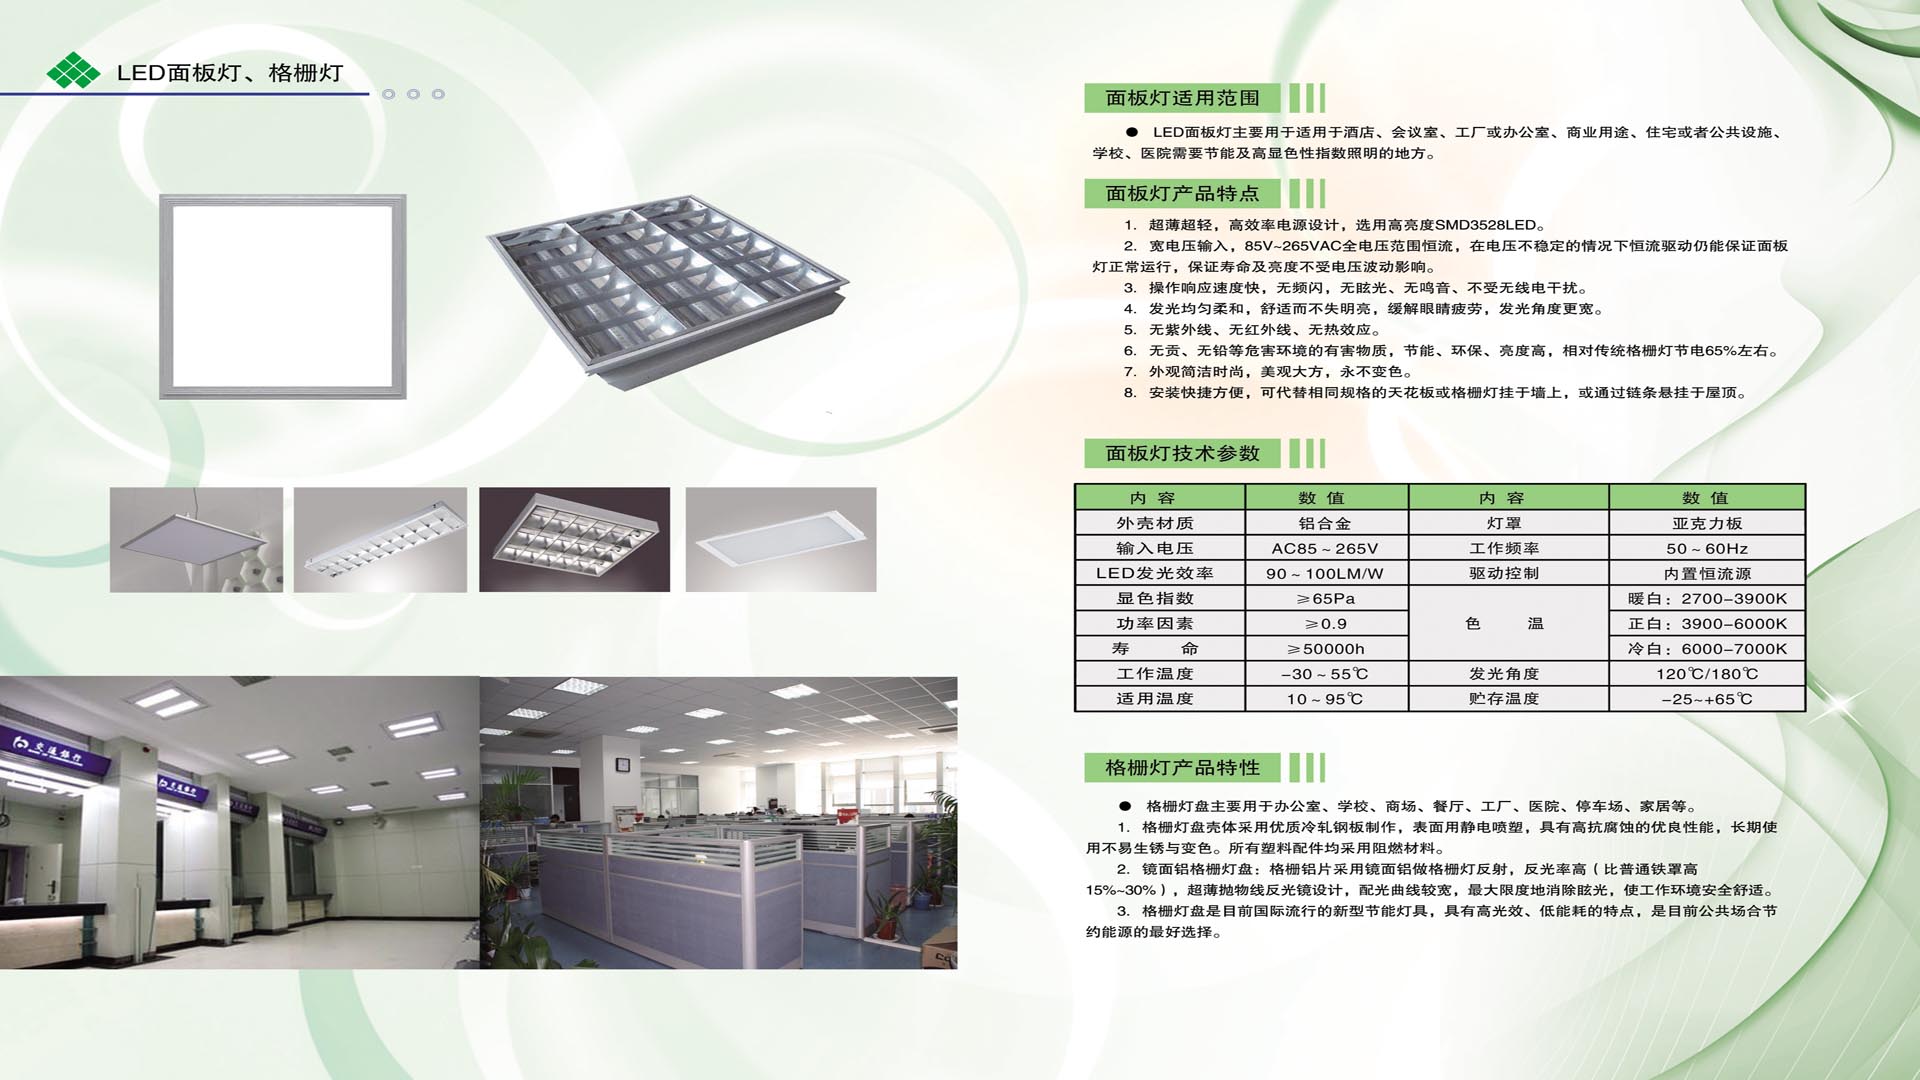 LED面板灯、格栅灯
面板灯适用范围
● LED面板灯主要用于适用于酒店、会议室、工厂或办公室、商业用途、住宅或者公共设施、
学校、医院需要节能及高显色性指数照明的地方。
面板灯产品特点
1. 超薄超轻，高效率电源设计，选用高亮度SMD3528LED。
2. 宽电压输入，85V~265VAC全电压范围恒流，在电压不稳定的情况下恒流驱动仍能保证面板
灯正常运行，保证寿命及亮度不受电压波动影响。
3. 操作响应速度快，无频闪，无眩光、无鸣音、不受无线电干扰。
4. 发光均匀柔和，舒适而不失明亮，缓解眼睛疲劳，发光角度更宽。
5. 无紫外线、无红外线、无热效应。
6. 无贡、无铅等危害环境的有害物质，节能、环保、亮度高，相对传统格栅灯节电65%左右。
7. 外观简洁时尚，美观大方，永不变色。
8. 安装快捷方便，可代替相同规格的天花板或格栅灯挂于墙上，或通过链条悬挂于屋顶。
面板灯技术参数
内 容 数 值 内 容 数 值
外壳材质 铝合金 灯罩 亚克力板
输入电压 AC85～265V 工作频率 50～60Hz
LED发光效率 90～100LM/W 驱动控制 内置恒流源
显色指数 ≥65Pa 暖白：2700-3900K
功率因素 ≥0.9 色 温 正白：3900-6000K
寿 命 ≥50000h 冷白：6000-7000K
工作温度 -30～55℃ 发光角度 120℃/180℃
适用温度 10～95℃ 贮存温度 -25~+65℃
格栅灯产品特性
● 格栅灯盘主要用于办公室、学校、商场、餐厅、工厂、医院、停车场、家居等。
1. 格栅灯盘壳体采用优质冷轧钢板制作，表面用静电喷塑，具有高抗腐蚀的优良性能，长期使
用不易生锈与变色。所有塑料配件均采用阻燃材料。
2. 镜面铝格栅灯盘：格栅铝片采用镜面铝做格栅灯反射，反光率高（比普通铁罩高
15%~30%），超薄抛物线反光镜设计，配光曲线较宽，最大限度地消除眩光，使工作环境安全舒适。
3. 格栅灯盘是目前国际流行的新型节能灯具，具有高光效、低能耗的特点，是目前公共场合节
约能源的最好选择。
交通银行
交通银行